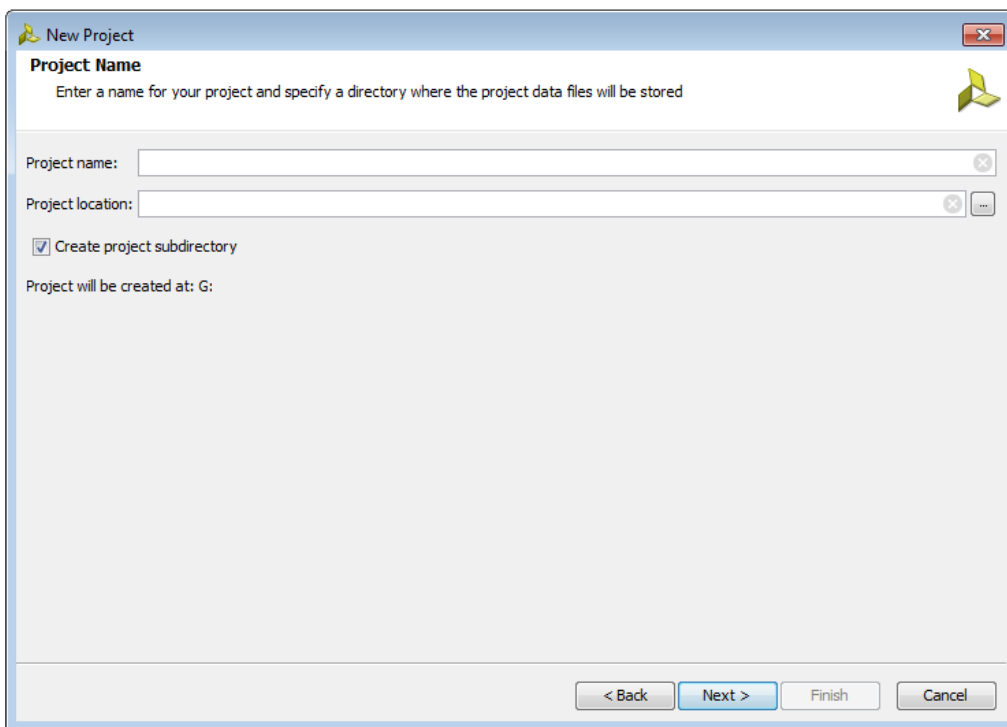 New Project
Project Name
Enter a name for your project and specify a directory where the project data files will be stored
Project name:
Project location:
...
Create project subdirectory
Project will be created at: G:
< Back Next > Finish Cancel